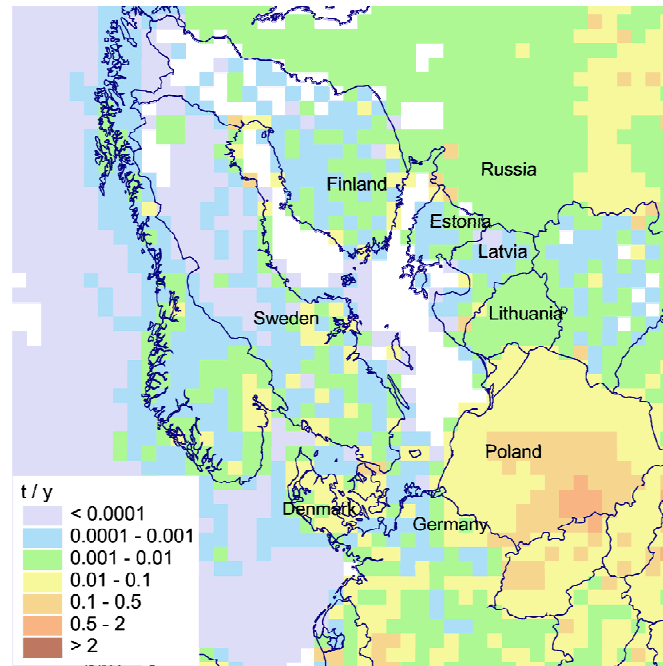 Russia
Finland
Estonia
Latvia
Lithuania
Sweden
Poland
Denmark
Germany
t / y
< 0.0001
0.0001 - 0.001
0.001 - 0.01
0.01 - 0.1
0.1 - 0.5
0.5 - 2
> 2